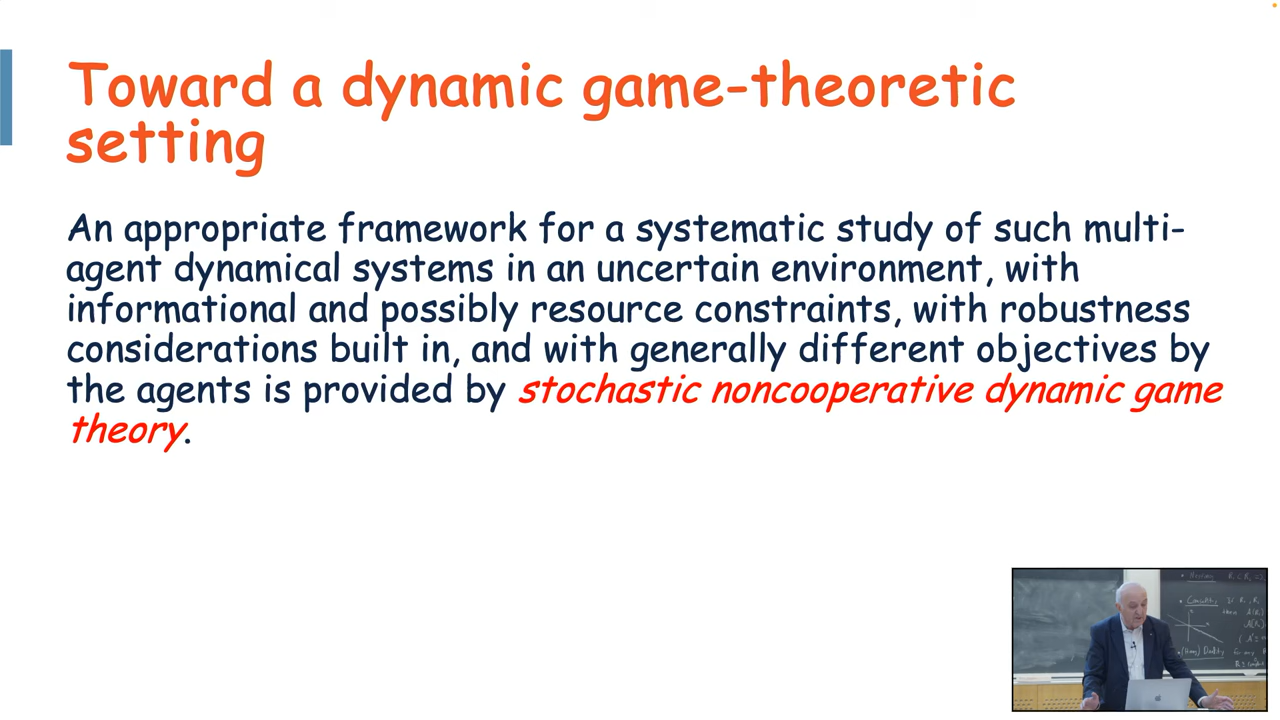 Toward a dynamic game-theoretic
setting
An appropriate framework for a systematic study of such multi-
agent dynamical systems in an uncertain environment, with
informational and possibly resource constraints, with robustness
considerations built in, and with generally different objectives by
the agents is provided by stochastic noncooperative dynamic game
theory.